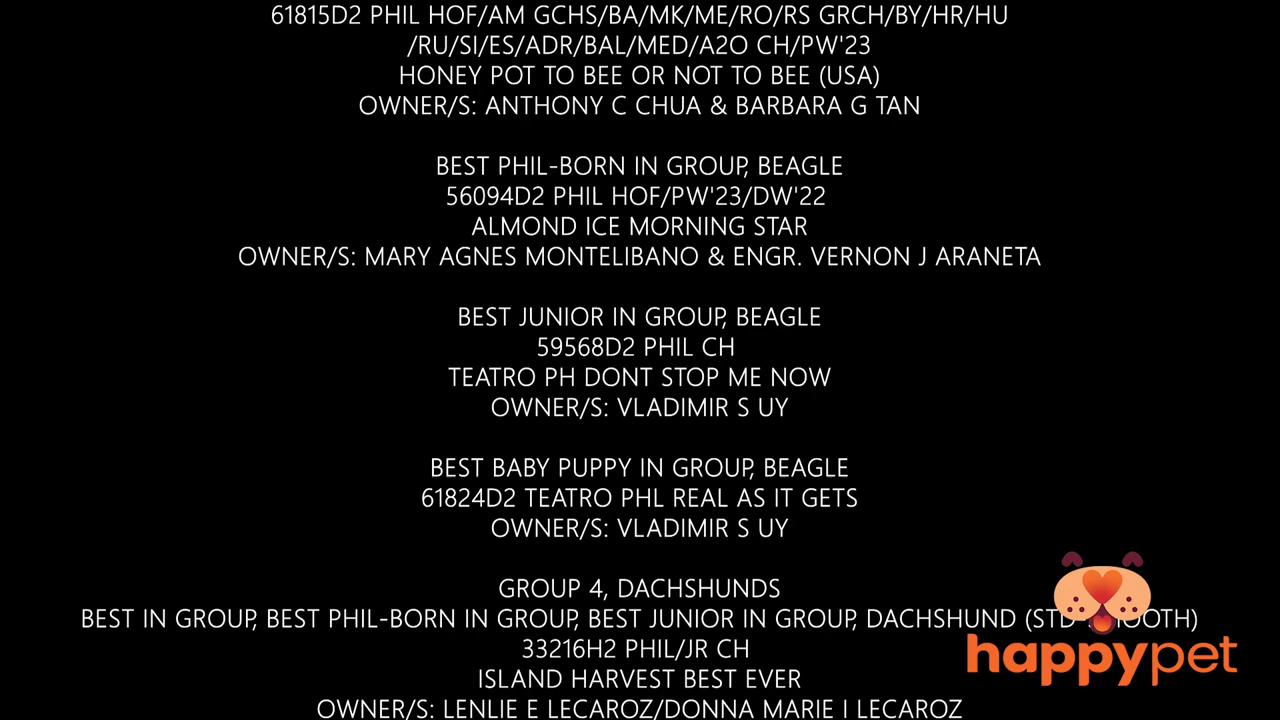 61815D2 PHIL HOF/AM GCHS/BA/MK/ME/RO/RS GRCH/BY/HR/HU
/RU/SI/ES/ADR/BAL/MED/A2O CH/PW'23
HONEY POT TO BEE OR NOT TO BEE (USA)
OWNER/S: ANTHONY C CHUA & BARBARA G TAN
BEST PHIL-BORN IN GROUP, BEAGLE
56094D2 PHIL HOF/PW'23/DW'22
ALMOND ICE MORNING STAR
OWNER/S: MARY AGNES MONTELIBANO & ENGR. VERNON J ARANETA
BEST JUNIOR IN GROUP, BEAGLE
59568D2 PHIL CH
TEATRO PH DONT STOP ME NOW
OWNER/S: VLADIMIR S UY
BEST BABY PUPPY IN GROUP, BEAGLE
61824D2 TEATRO PHL REAL AS IT GETS
OWNER/S: VLADIMIR S UY
GROUP 4, DACHSHUNDS
BEST IN GROUP, BEST PHIL-BORN IN GROUP, BEST JUNIOR IN GROUP, DACHSHUND (STD
33216H2 PHIL/JR CH
ISLAND HARVEST BEST EVER
OWNER/S: LENLIE E LECAROZ/DONNA MARIE I LECAROZ
happypet